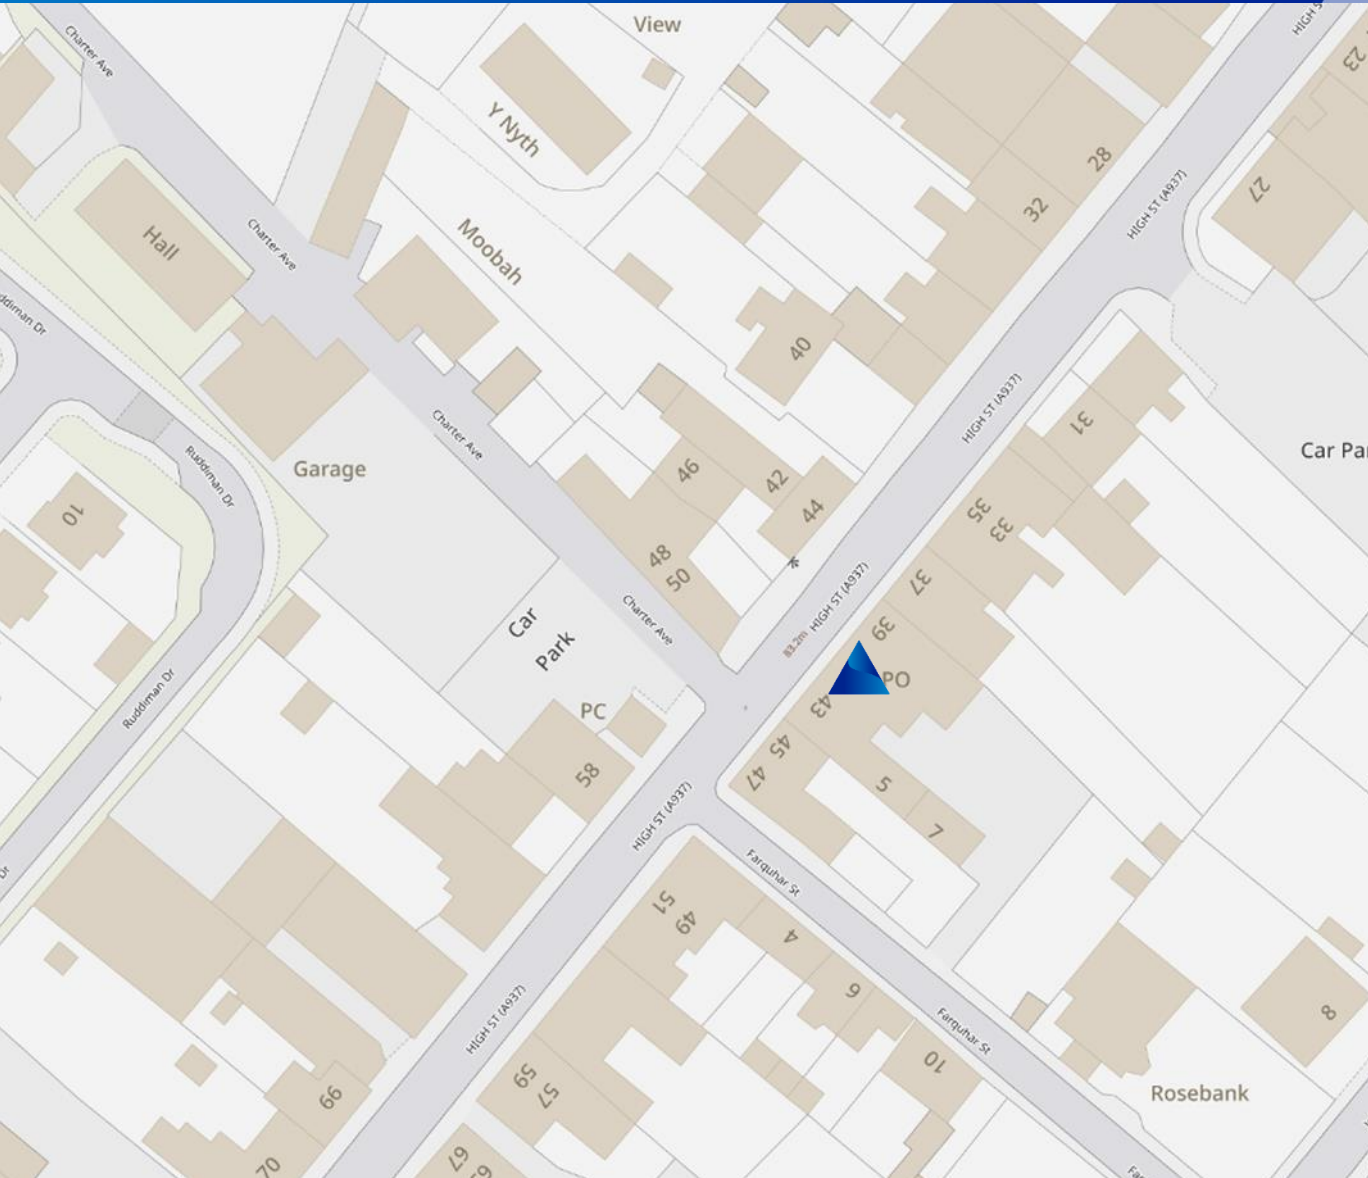 View
Charter Ave
HIGH S
23
Y Nyth
28
HIGH ST (A937)
27
32
Hall
Charter Ave
Moobah
ddiman Dr
40
HIGH ST (A937)
31
Charter Ave
Car Pa
Garage
46
42
Ruddiman Dr
44
35
10
33
48
50
37
HIGH ST (A937)
Car
Park
Charter Ave
39
83.2m
PO
Ruddiman Dr
43
PC
45
58
47
5
HIGH ST (A937)
7
Dr
Farquhar St
51
49
4
6
8
HIGH ST (A937)
Farquhar St
10
59
57
66
Rosebank
67
70
Fa